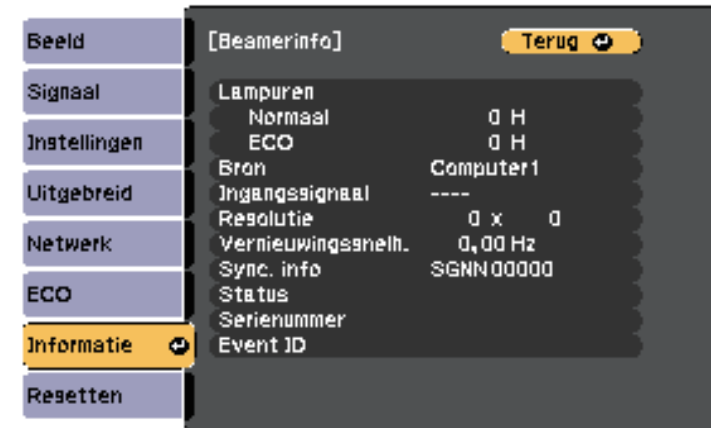 Beeld
Signaal
Instellingen
Uitgebreid
Netwerk
ECO
Informatie
Resetten
[Beamerinfo]
Terug
Lampuren
Normaal 0 H
ECO 0 H
Bron Computer1
Ingangssignaal ----
Resolutie 0 x 0
Vernieuwingssnelh. 0,00 Hz
Sync. info SGNN00000
Status
Serienummer
Event ID